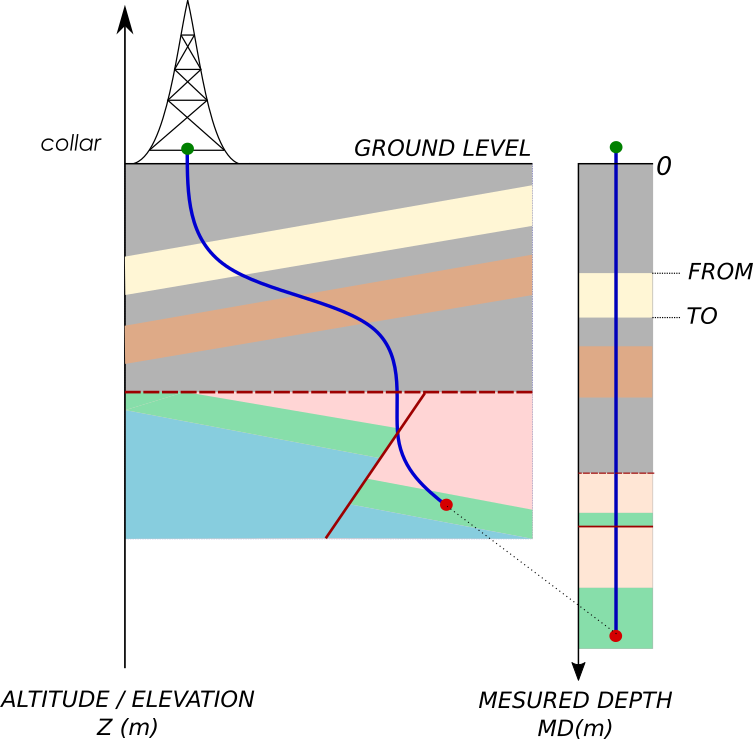 collar
GROUND LEVEL
0
FROM
TO
ALTITUDE / ELEVATION
Z (m)
MESURED DEPTH
MD(m)